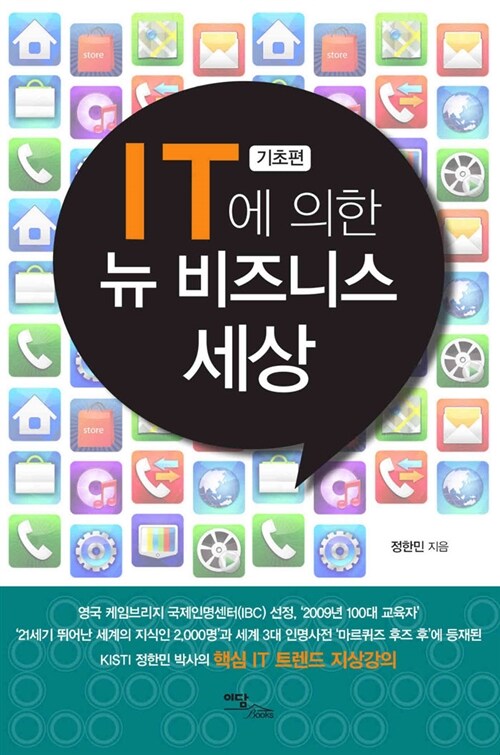 IT에 의한
기초편
뉴 비즈니스
세상
store
store
store
store
정한민 지음
영국 케임브리지 국제인명센터(IBC) 선정, '2009년 100대 교육자'
'21세기 뛰어난 세계의 지식인 2,000명'과 세계 3대 인명사전 '마르퀴즈 후즈 후'에 등재된
KISTI 정한민 박사의 핵심 IT 트렌드 지상강의
이담
Books